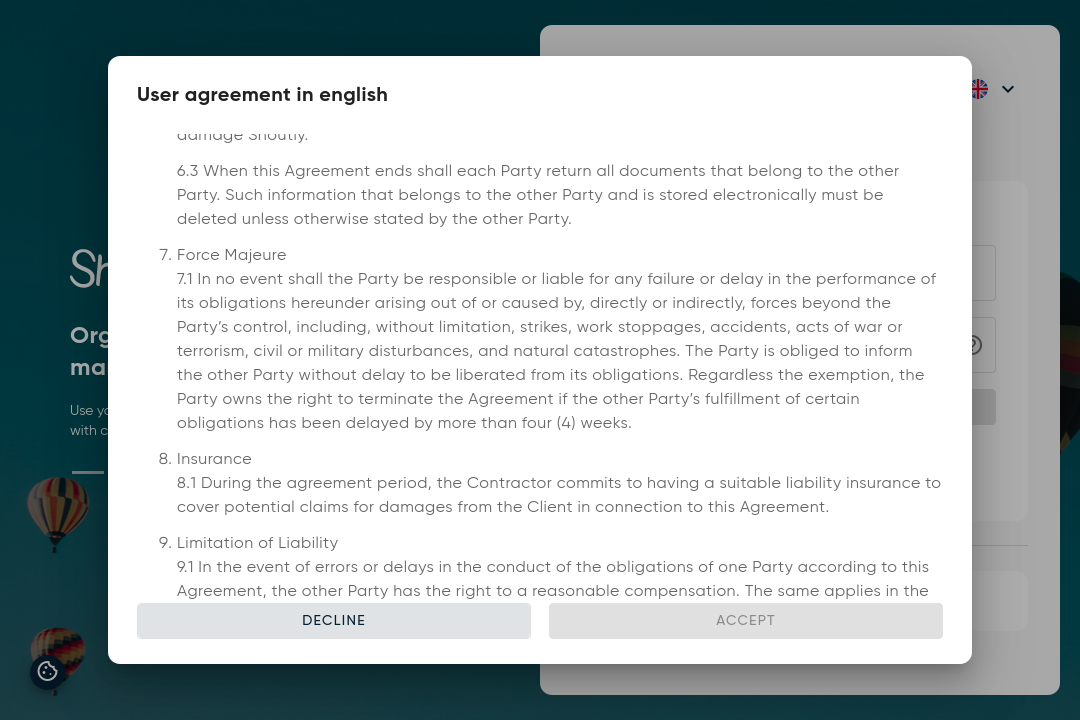 User agreement in english
damage Shoutly.
6.3 When this Agreement ends shall each Party return all documents that belong to the other
Party. Such information that belongs to the other Party and is stored electronically must be
deleted unless otherwise stated by the other Party.
7. Force Majeure
7.1 In no event shall the Party be responsible or liable for any failure or delay in the performance of
its obligations hereunder arising out of or caused by, directly or indirectly, forces beyond the
Party’s control, including, without limitation, strikes, work stoppages, accidents, acts of war or
terrorism, civil or military disturbances, and natural catastrophes. The Party is obliged to inform
the other Party without delay to be liberated from its obligations. Regardless the exemption, the
Party owns the right to terminate the Agreement if the other Party’s fulfillment of certain
obligations has been delayed by more than four (4) weeks.
8. Insurance
8.1 During the agreement period, the Contractor commits to having a suitable liability insurance to
cover potential claims for damages from the Client in connection to this Agreement.
9. Limitation of Liability
9.1 In the event of errors or delays in the conduct of the obligations of one Party according to this
Agreement, the other Party has the right to a reasonable compensation. The same applies in the
DECLINE
ACCEPT
Use
with